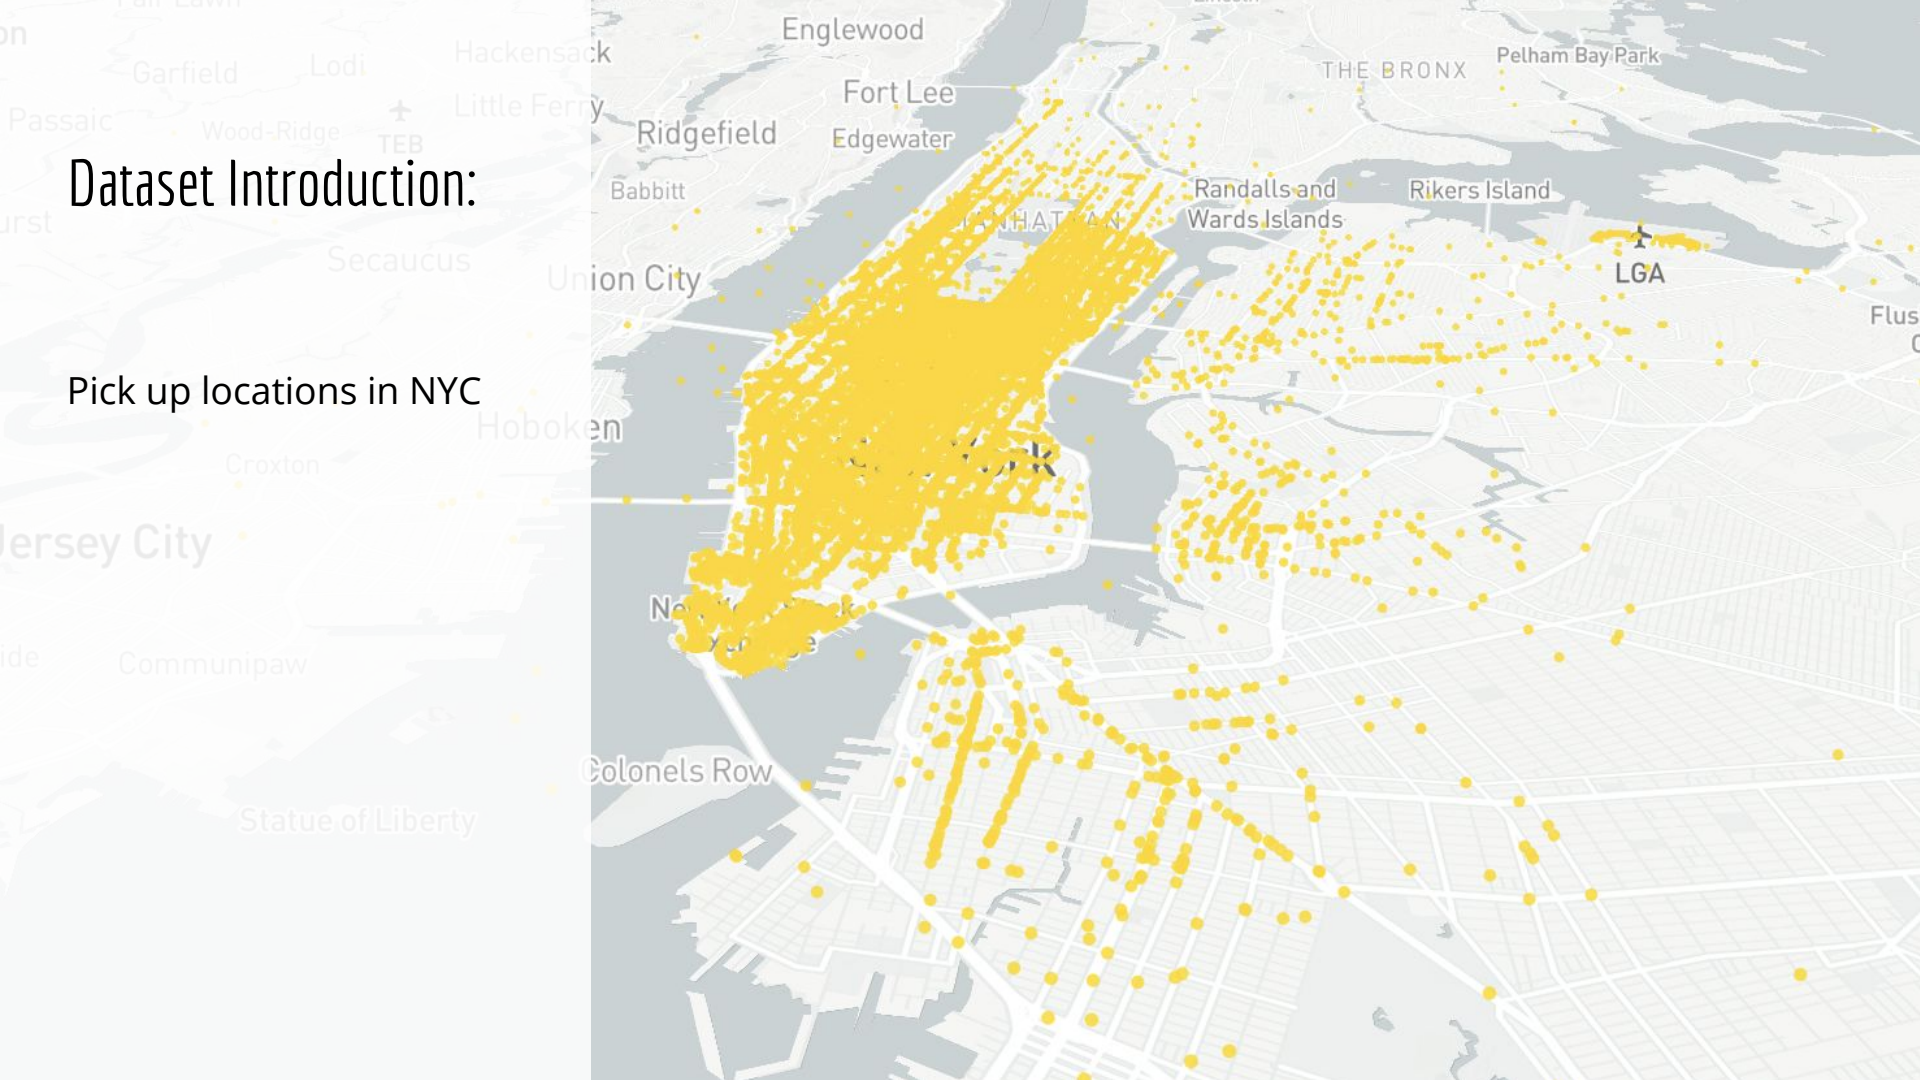 Dataset Introduction:
Pick up locations in NYC
Englewood
Hackensack
Garfield
Lodi
THE BRONX
Pelham Bay Park
Fort Lee
Little Ferry
Passaic
Wood-Ridge
TEB
Ridgefield
Edgewater
Babbitt
Randalls and
Wards Islands
Rikers Island
MANHATTAN
Secaucus
Union City
LGA
Hoboken
Croxton
Jersey City
Communipaw
Colonels Row
Statue of Liberty